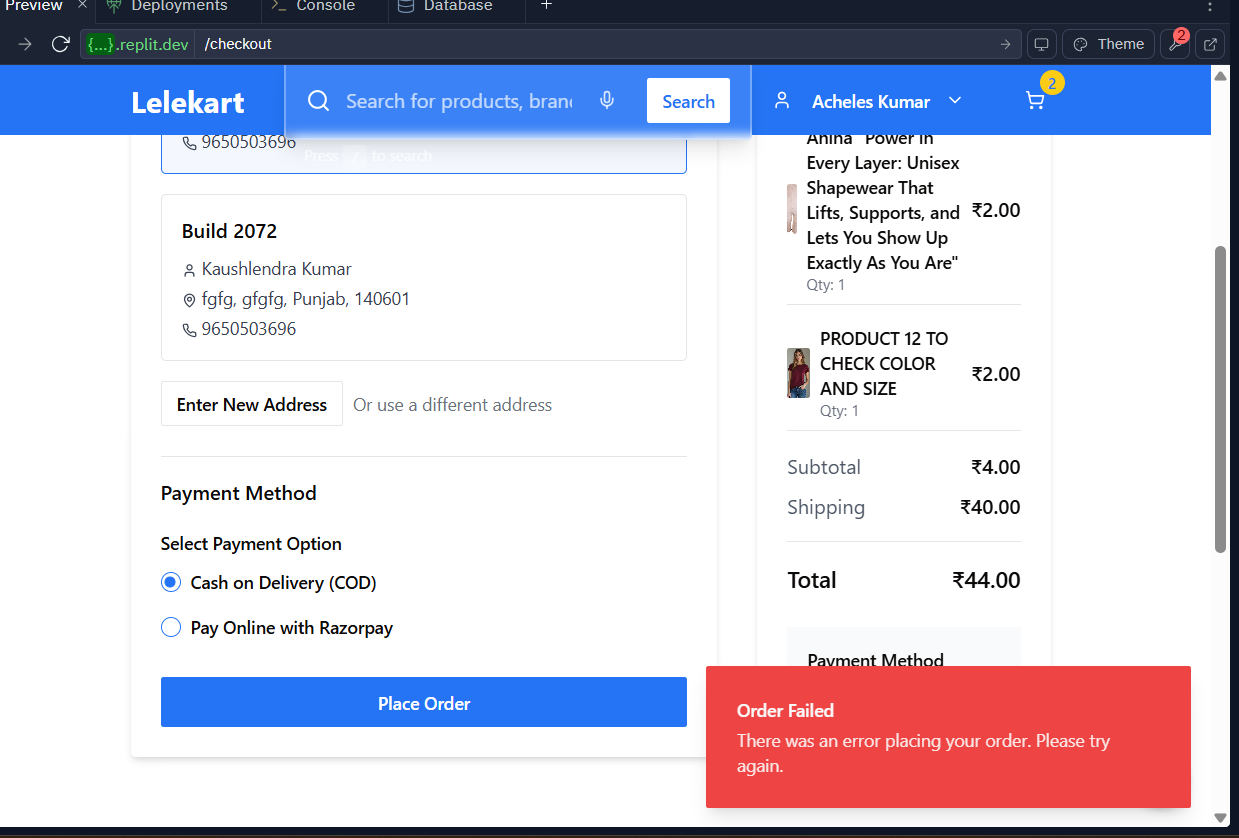 Preview
Deployments
Console
Database
{...}.replit.dev /checkout
Theme
2
Lelekart
Search for products, bran
Search
Acheles Kumar
2
9650503696
Press / to search
Build 2072
Kaushlendra Kumar
fgfg, gfgfg, Punjab, 140601
9650503696
Enter New Address
Or use a different address
Payment Method
Select Payment Option
Cash on Delivery (COD)
Pay Online with Razorpay
Place Order
Anina "Power in
Every Layer: Unisex
Shapewear That
Lifts, Supports, and
Lets You Show Up
Exactly As You Are"
₹2.00
Qty: 1
PRODUCT 12 TO
CHECK COLOR
AND SIZE
₹2.00
Qty: 1
Subtotal ₹4.00
Shipping ₹40.00
Total ₹44.00
Payment Method
Order Failed
There was an error placing your order. Please try
again.